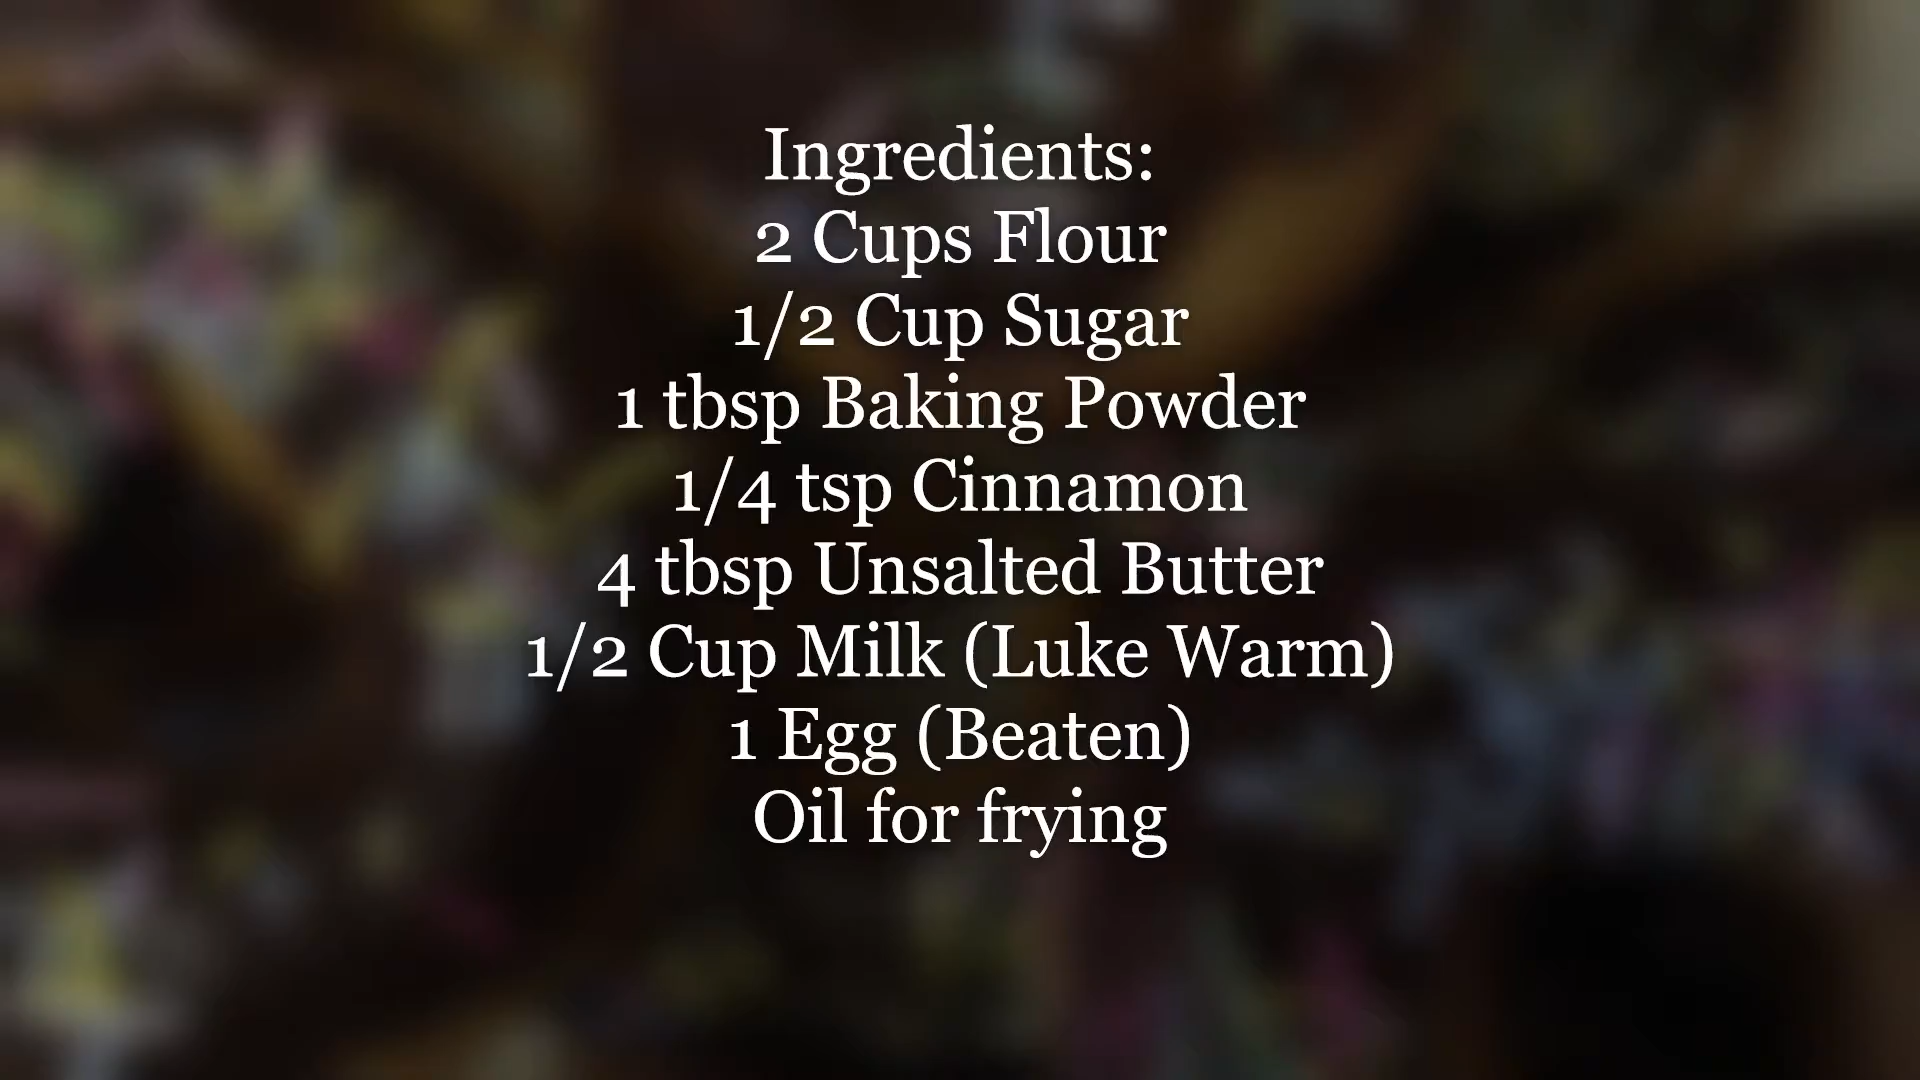 Ingredients:
2 Cups Flour
1/2 Cup Sugar
1 tbsp Baking Powder
1/4 tsp Cinnamon
4 tbsp Unsalted Butter
1/2 Cup Milk (Luke Warm)
1 Egg (Beaten)
Oil for frying